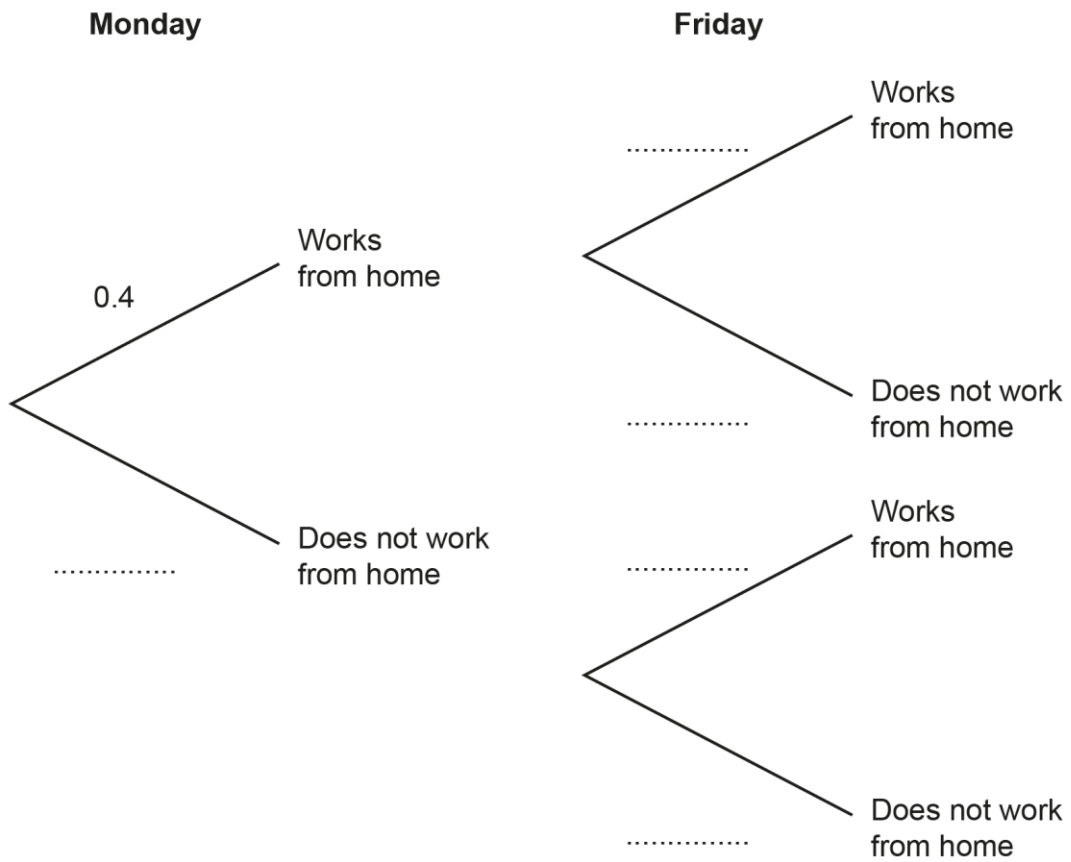 Monday
Friday
Works
from home
...............
Works
from home
0.4
Does not work
from home
...............
Works
from home
Does not work
from home
...............
...............
Does not work
from home
...............